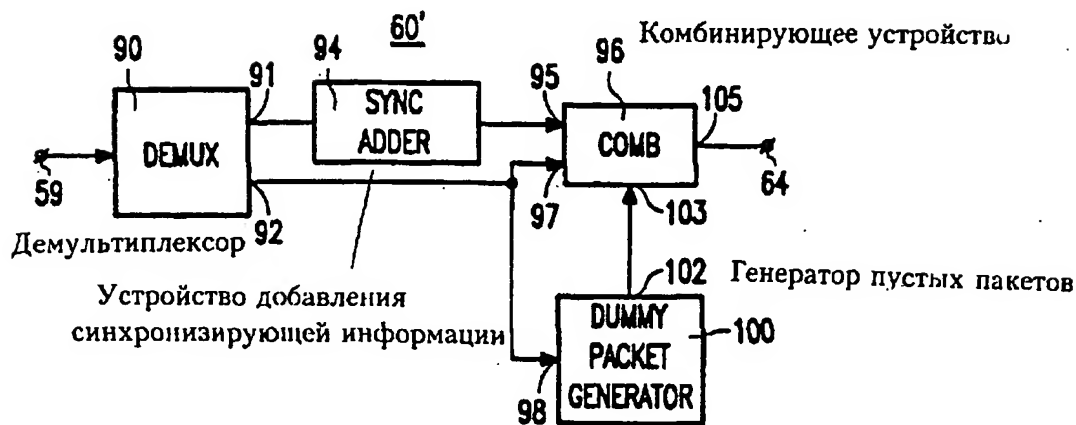 60'
Комбинирующее устройство
90
91
94
95
96
105
DEMUX
SYNC
ADDER
COMB
59
92
97
103
64
Демультиплексор
Устройство добавления
синхронизирующей информации
102
Генератор пустых пакетов
DUMMY
PACKET
GENERATOR
100
98